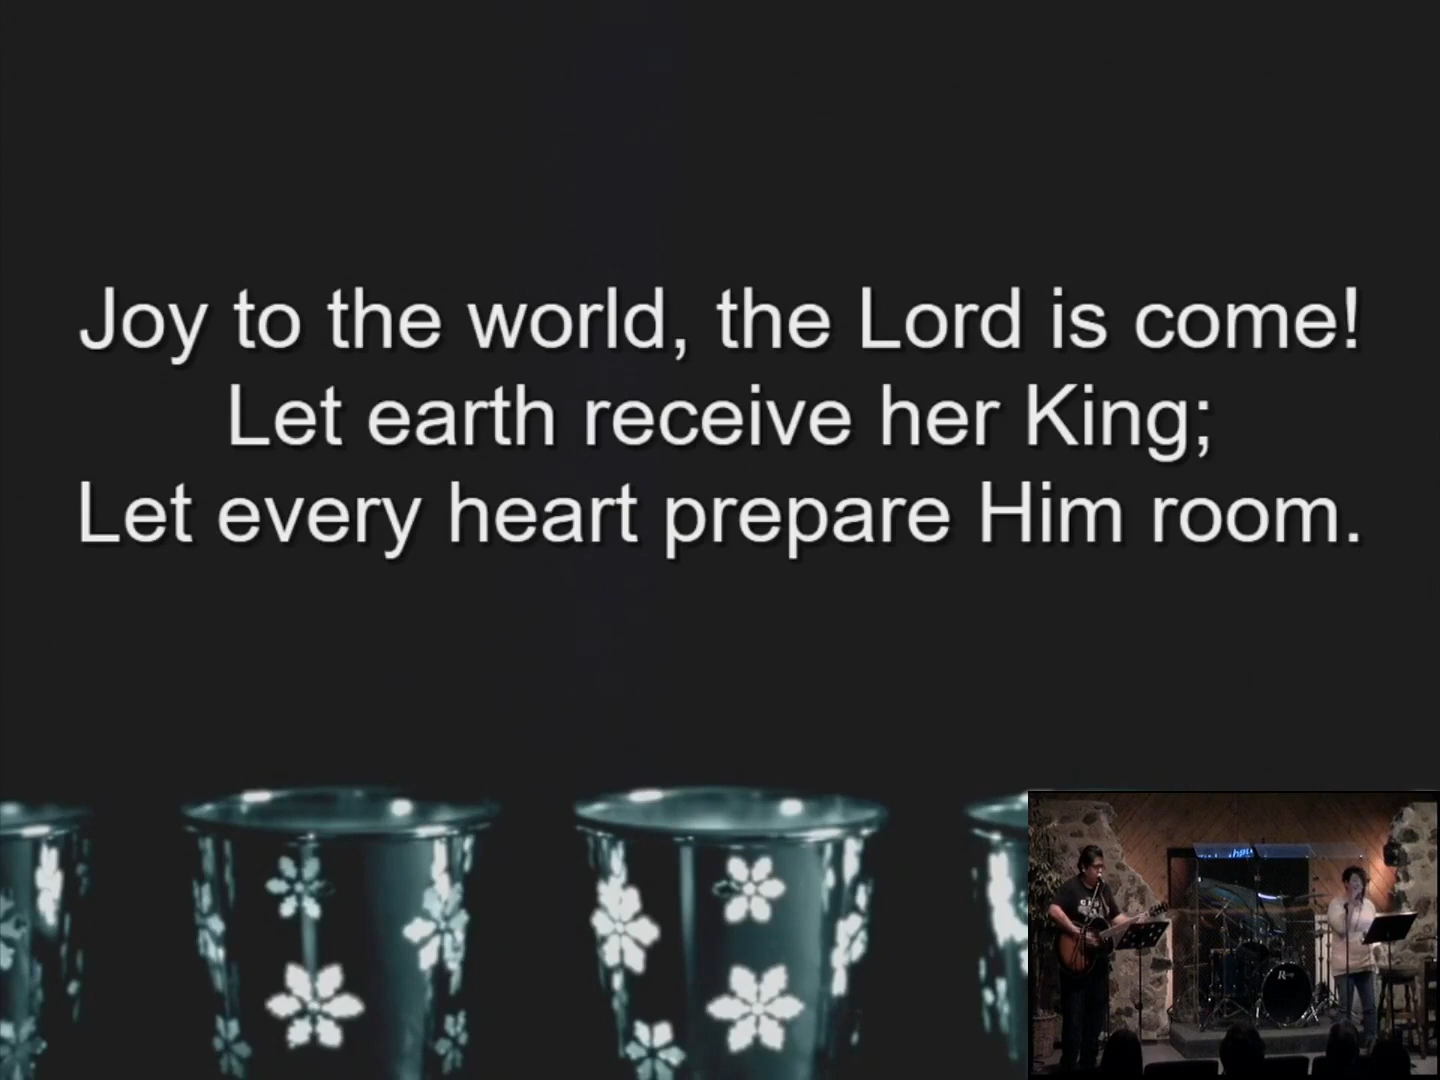 Joy to the world, the Lord is come!
Let earth receive her King;
Let every heart prepare Him room.